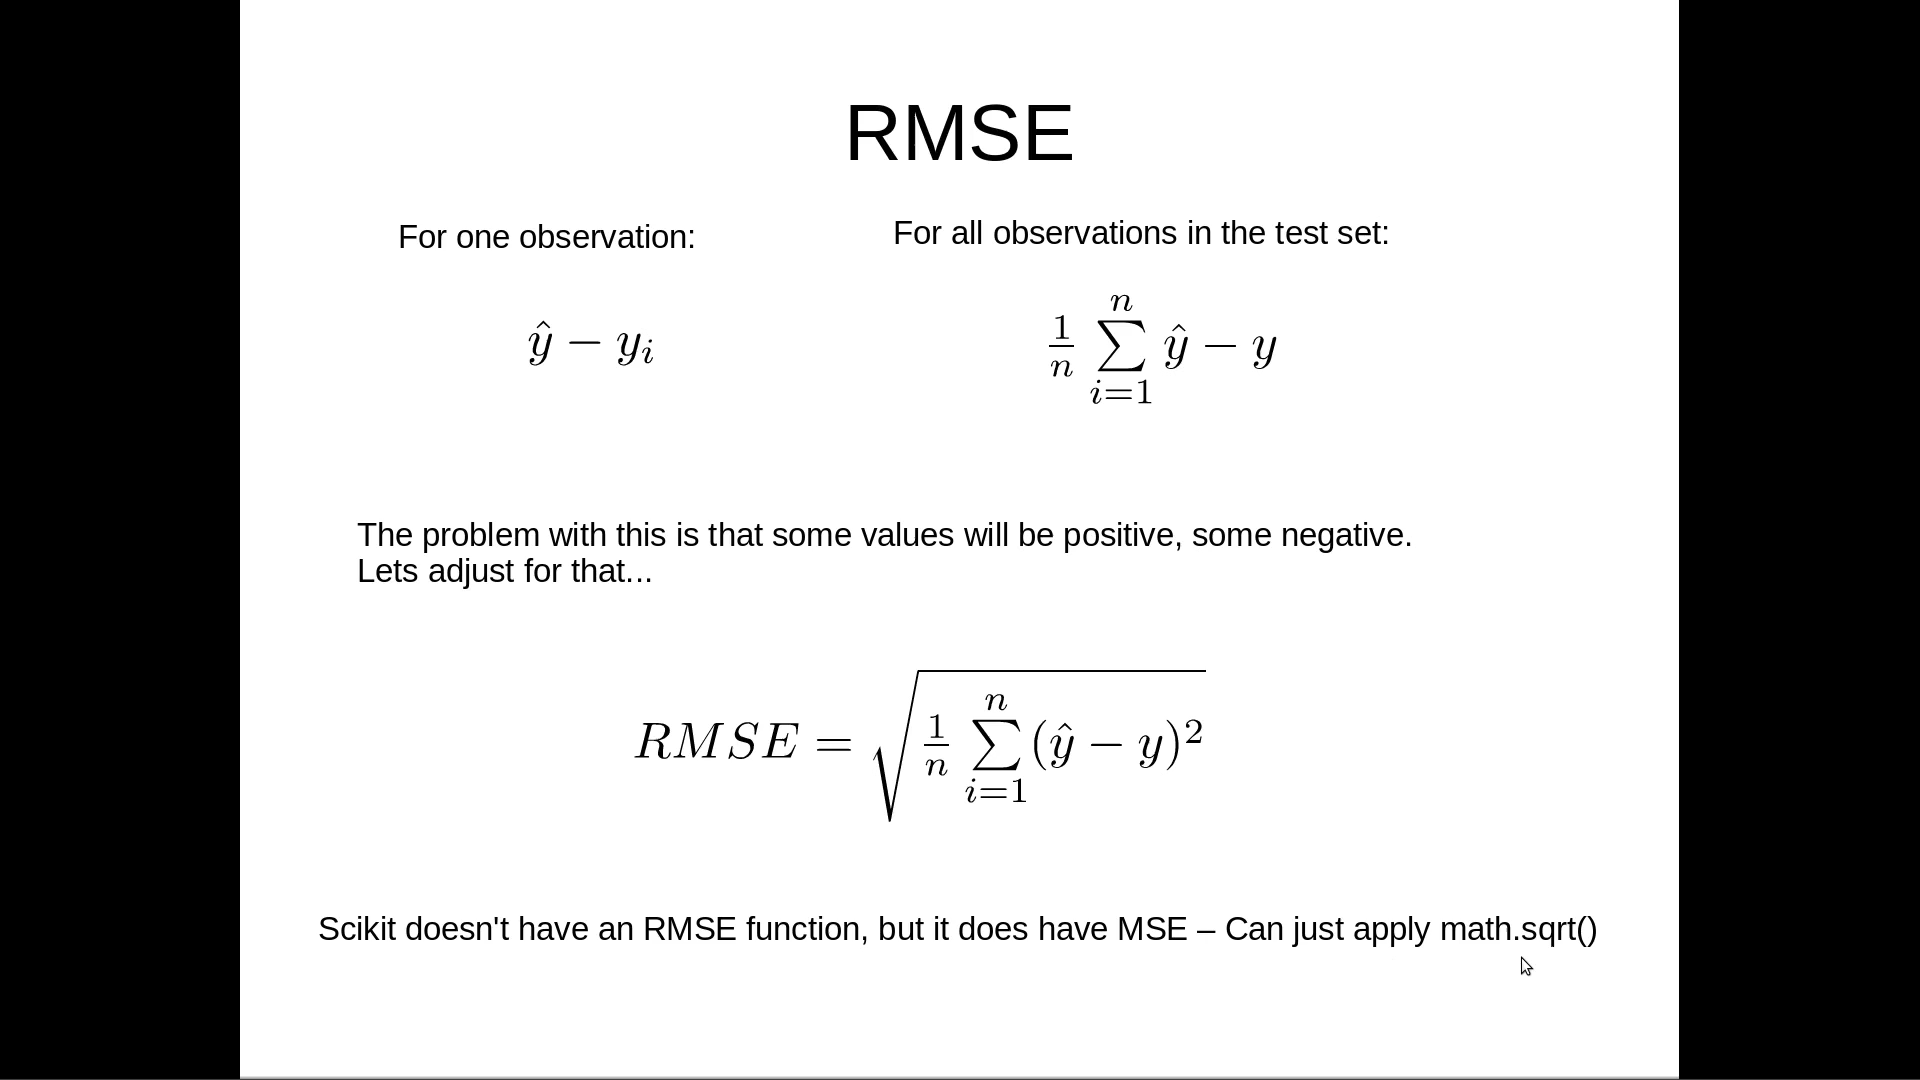 RMSE
For one observation:
For all observations in the test set:
ŷ − yᵢ
1/n ∑ᵢ₌₁ⁿ ŷ − y
The problem with this is that some values will be positive, some negative.
Lets adjust for that...
RMSE = √(1/n ∑ᵢ₌₁ⁿ (ŷ − y)²)
Scikit doesn't have an RMSE function, but it does have MSE – Can just apply math.sqrt()